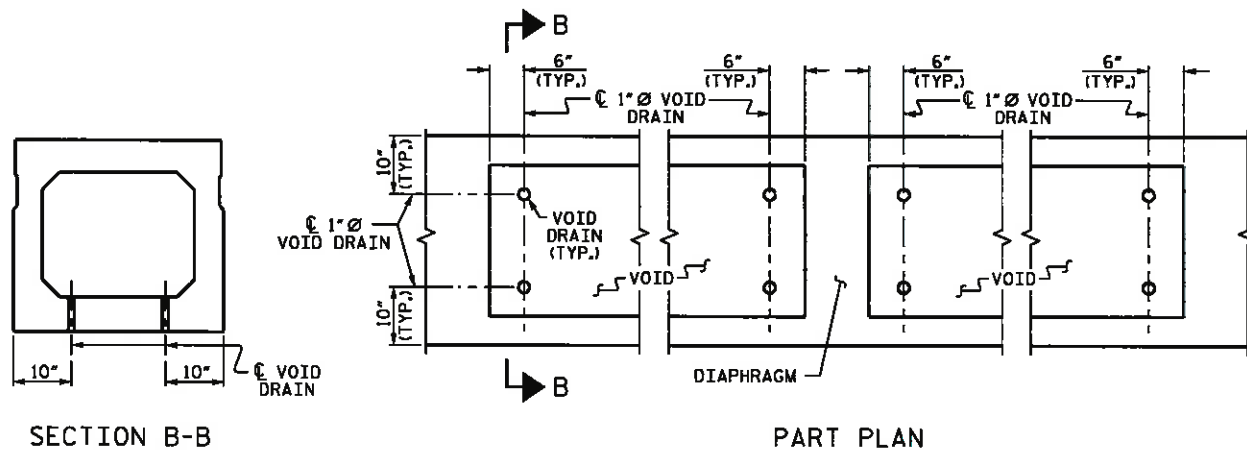 B
6"
(TYP.)
6"
(TYP.)
6"
(TYP.)
6"
(TYP.)
℄ 1" Ø VOID
DRAIN
℄ 1" Ø VOID
DRAIN
10"
(TYP.)
℄ 1" Ø
VOID DRAIN
VOID
DRAIN
(TYP.)
VOID
VOID
10"
(TYP.)
10"
10"
℄ VOID
DRAIN
B
DIAPHRAGM
SECTION B-B
PART PLAN